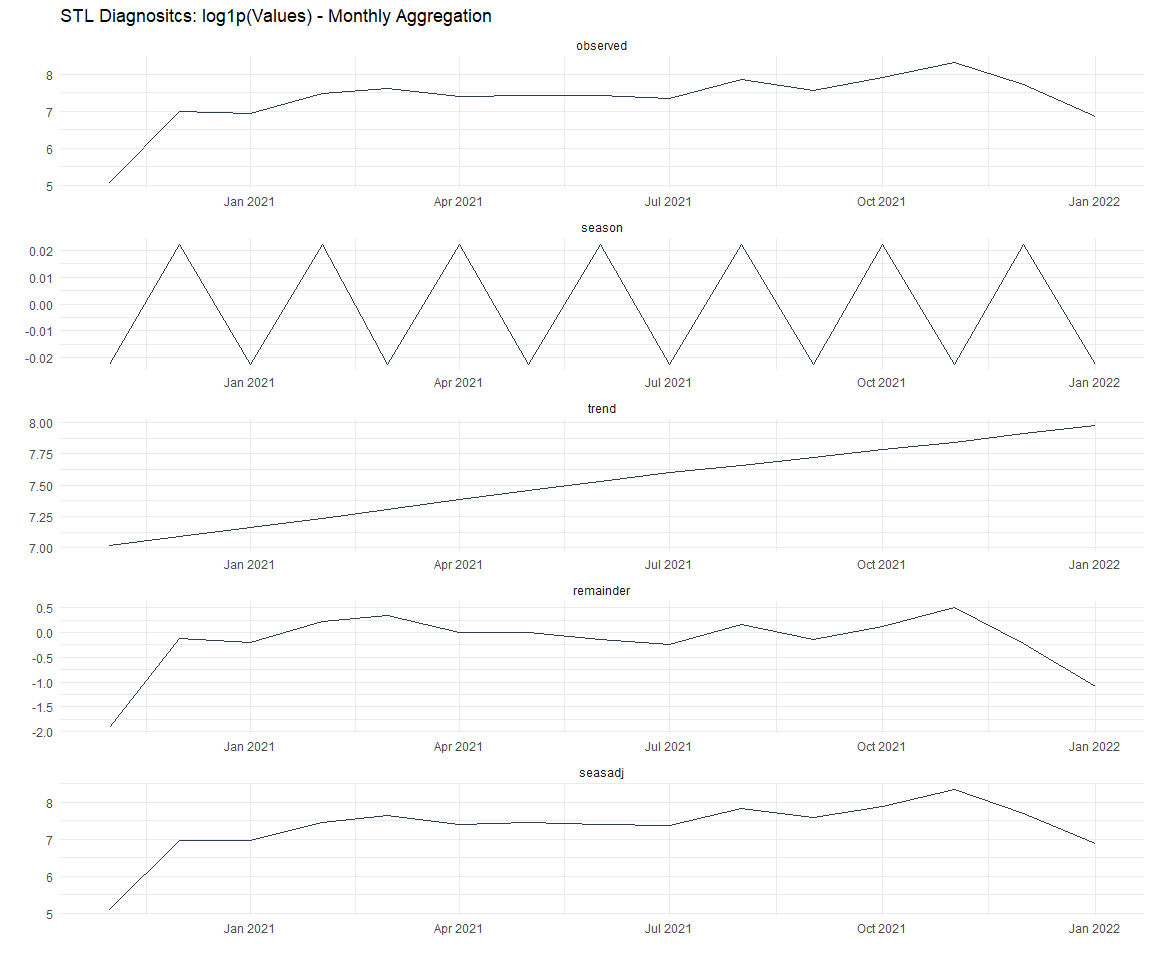 STL Diagnositcs: log1p(Values) - Monthly Aggregation
observed
8
7
6
5
Jan 2021 Apr 2021 Jul 2021 Oct 2021 Jan 2022
season
0.02
0.01
0.00
-0.01
-0.02
Jan 2021 Apr 2021 Jul 2021 Oct 2021 Jan 2022
trend
8.00
7.75
7.50
7.25
7.00
Jan 2021 Apr 2021 Jul 2021 Oct 2021 Jan 2022
remainder
0.5
0.0
-0.5
-1.0
-1.5
-2.0
Jan 2021 Apr 2021 Jul 2021 Oct 2021 Jan 2022
seasadj
8
7
6
5
Jan 2021 Apr 2021 Jul 2021 Oct 2021 Jan 2022